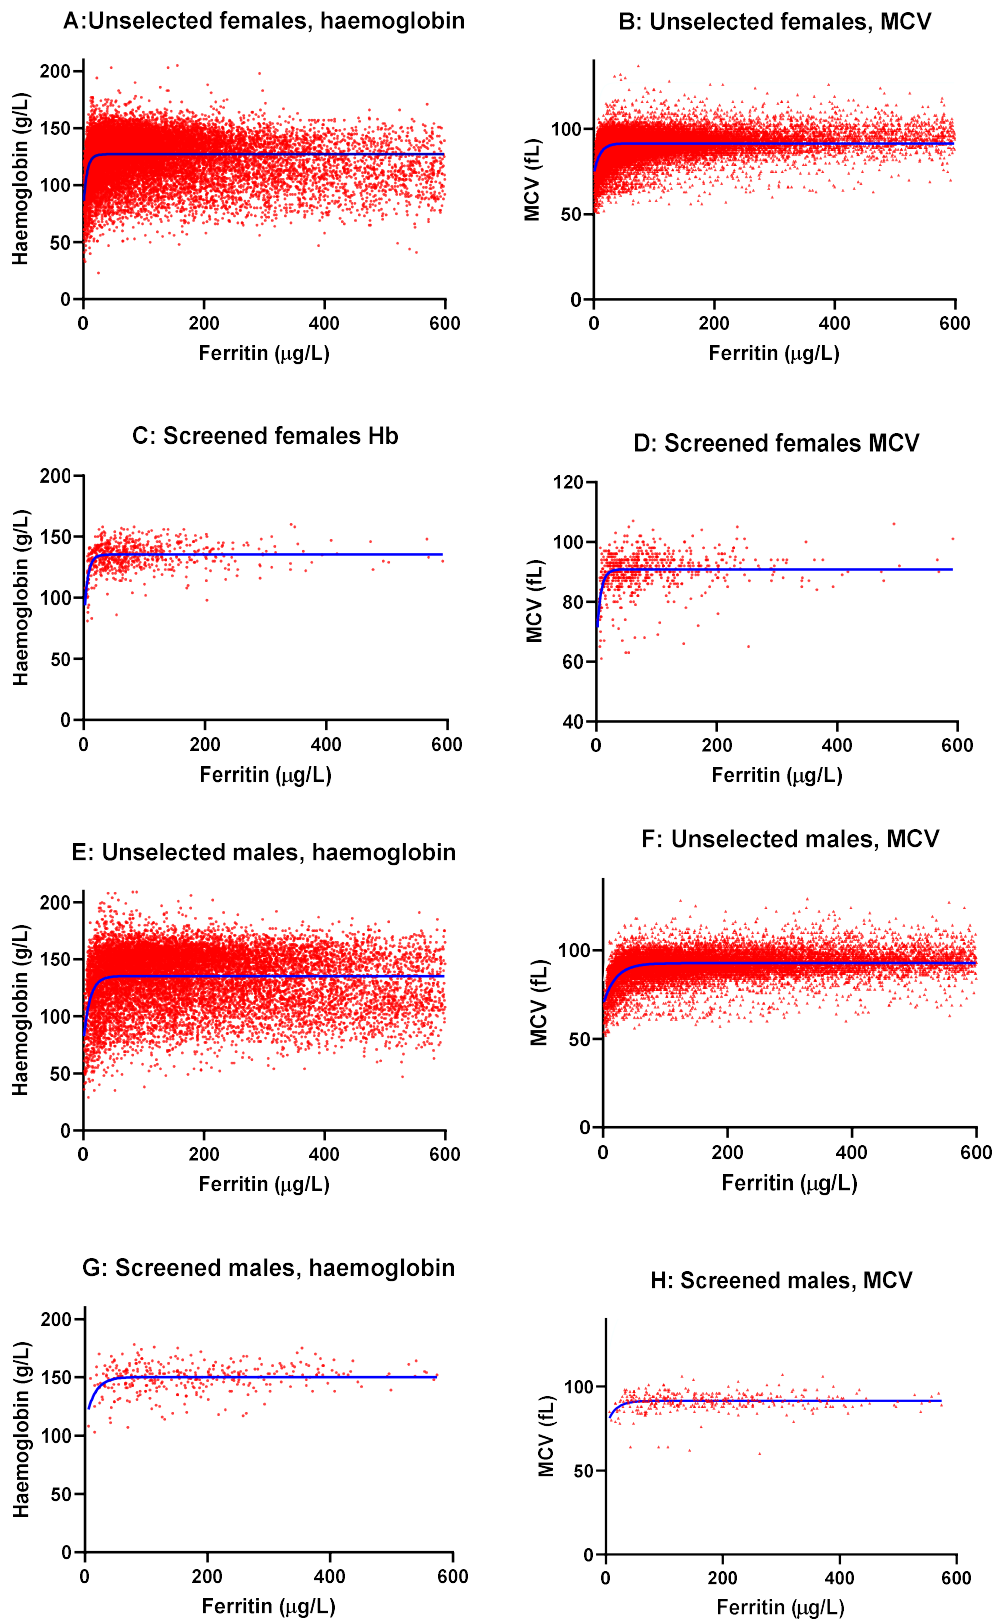 A:Unselected females, haemoglobin
Haemoglobin (g/L)
200
150
100
50
0
0 200 400 600
Ferritin (μg/L)
B: Unselected females, MCV
MCV (fL)
100
50
0
0 200 400 600
Ferritin (μg/L)
C: Screened females Hb
Haemoglobin (g/L)
200
150
100
50
0
0 200 400 600
Ferritin (μg/L)
D: Screened females MCV
MCV (fL)
120
100
80
60
40
0 200 400 600
Ferritin (μg/L)
E: Unselected males, haemoglobin
Haemoglobin (g/L)
200
150
100
50
0
0 200 400 600
Ferritin (μg/L)
F: Unselected males, MCV
MCV (fL)
100
50
0
0 200 400 600
Ferritin (μg/L)
G: Screened males, haemoglobin
Haemoglobin (g/L)
200
150
100
50
0
0 200 400 600
Ferritin (μg/L)
H: Screened males, MCV
MCV (fL)
100
50
0
0 200 400 600
Ferritin (μg/L)